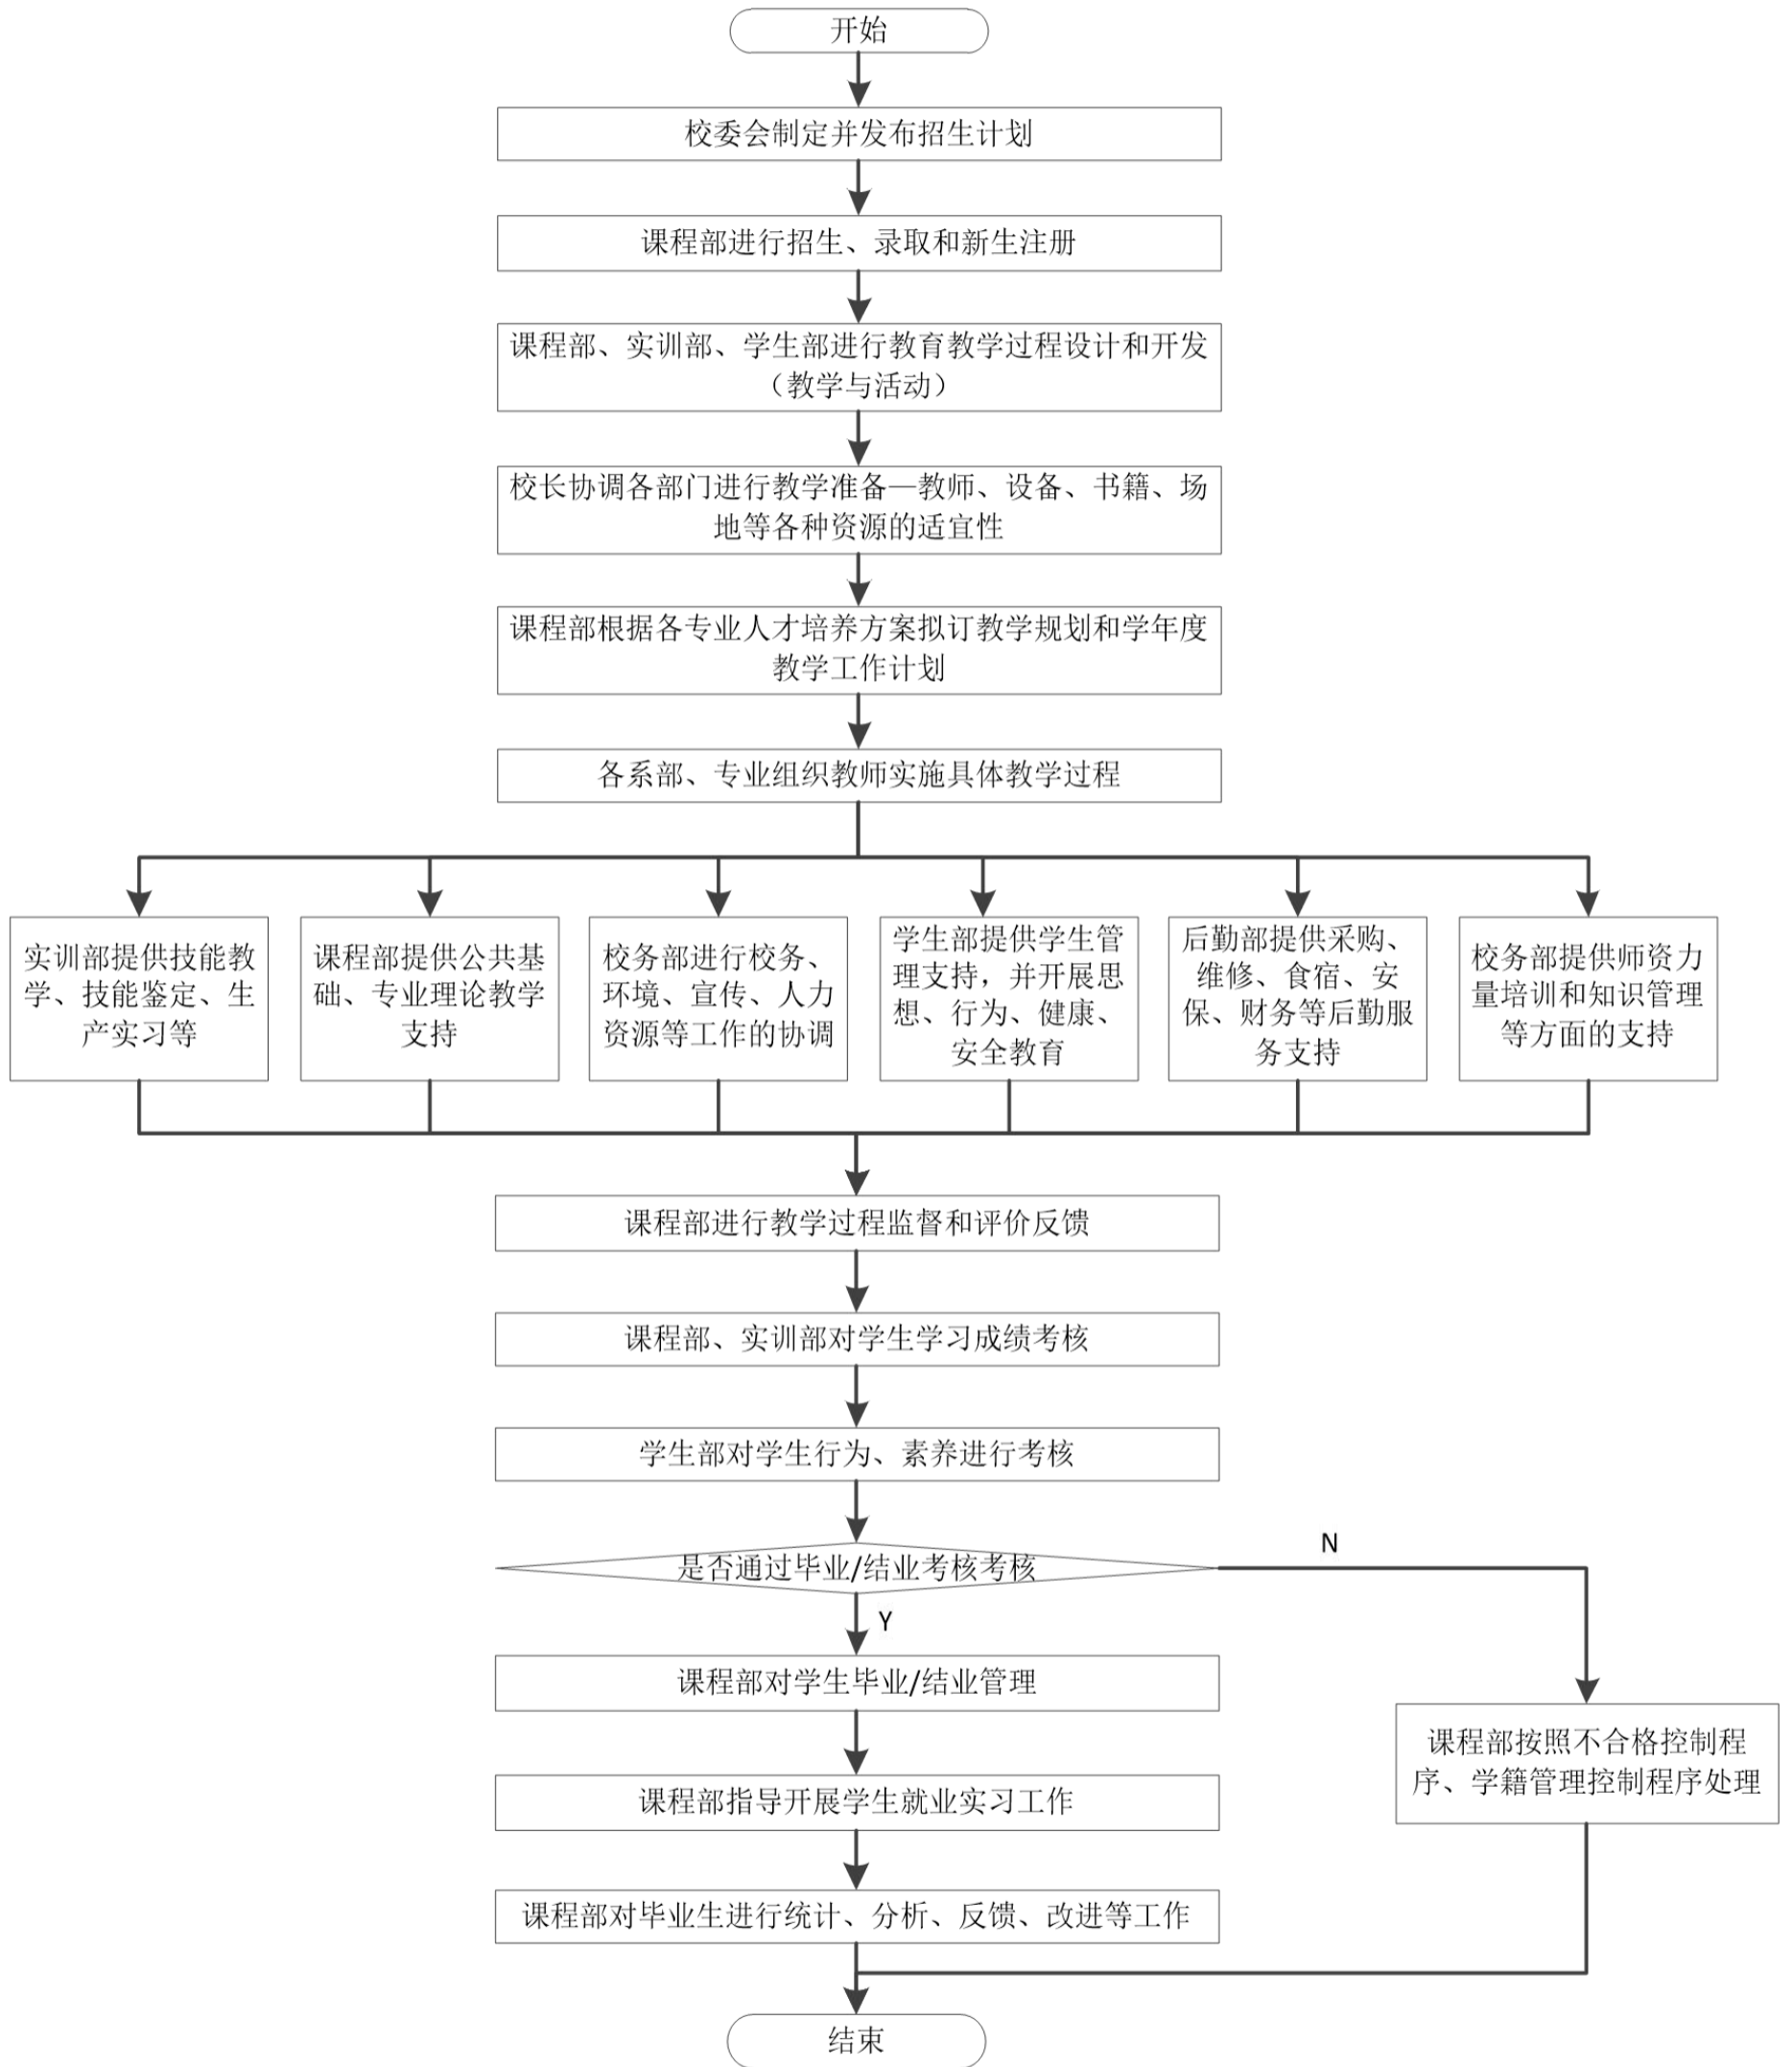 开始
校委会制定并发布招生计划
课程部进行招生、录取和新生注册
课程部、实训部、学生部进行教育教学过程设计和开发
（教学与活动）
校长协调各部门进行教学准备—教师、设备、书籍、场
地等各种资源的适宜性
课程部根据各专业人才培养方案拟订教学规划和学年度
教学工作计划
各系部、专业组织教师实施具体教学过程
实训部提供技能教
学、技能鉴定、生
产实习等
课程部提供公共基
础、专业理论教学
支持
校务部进行校务、
环境、宣传、人力
资源等工作的协调
学生部提供学生管
理支持，并开展思
想、行为、健康、
安全教育
后勤部提供采购、
维修、食宿、安
保、财务等后勤服
务支持
校务部提供师资力
量培训和知识管理
等方面的支持
课程部进行教学过程监督和评价反馈
课程部、实训部对学生学习成绩考核
学生部对学生行为、素养进行考核
是否通过毕业/结业考核考核
N
Y
课程部对学生毕业/结业管理
课程部按照不合格控制程
序、学籍管理控制程序处理
课程部指导开展学生就业实习工作
课程部对毕业生进行统计、分析、反馈、改进等工作
结束